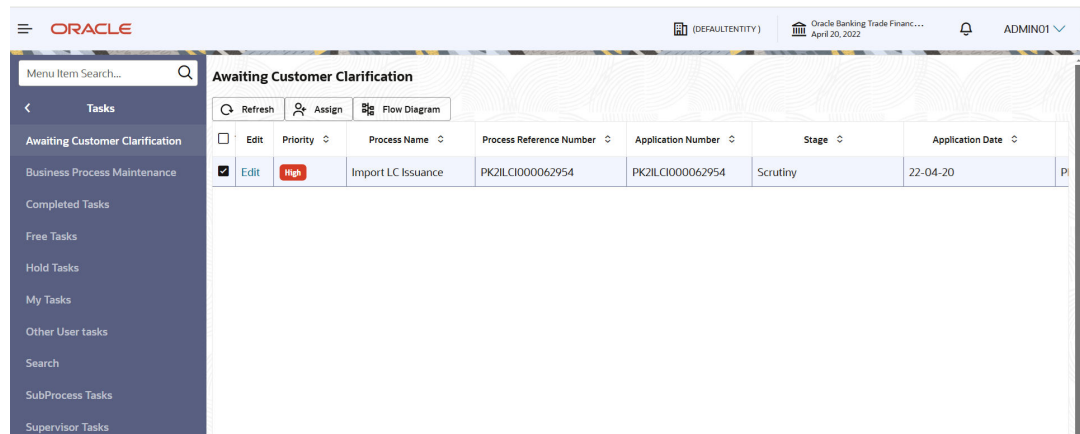 ORACLE
(DEFAULTENTITY )
Oracle Banking Trade Financ...
April 20, 2022
ADMIN01
Menu Item Search...
Tasks
Awaiting Customer Clarification
Business Process Maintenance
Completed Tasks
Free Tasks
Hold Tasks
My Tasks
Other User tasks
Search
SubProcess Tasks
Supervisor Tasks
Awaiting Customer Clarification
Refresh Assign Flow Diagram
Edit Priority Process Name Process Reference Number Application Number Stage Application Date
Edit High Import LC Issuance PK2ILCI000062954 PK2ILCI000062954 Scrutiny 22-04-20